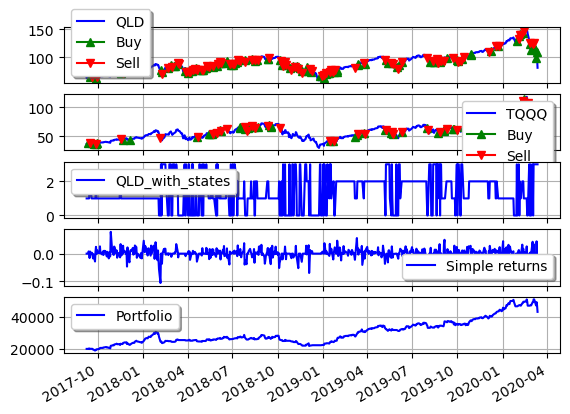 150
100
QLD
Buy
Sell
100
50
TQQQ
Buy
Sell
2
0
QLD_with_states
0.0
−0.1
Simple returns
40000
20000
Portfolio
2017-10
2018-01
2018-04
2018-07
2018-10
2019-01
2019-04
2019-07
2019-10
2020-01
2020-04